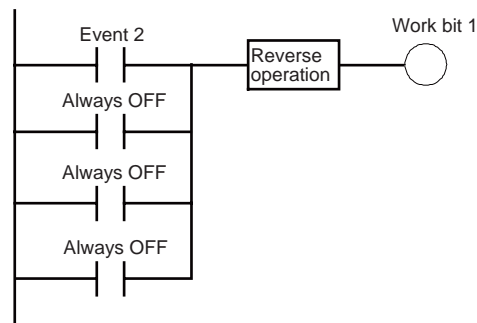 Work bit 1
Event 2
Reverse
operation
Always OFF
Always OFF
Always OFF